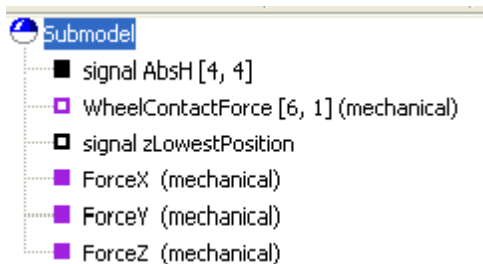 Submodel
signal AbsH [4, 4]
WheelContactForce [6, 1] (mechanical)
signal zLowestPosition
ForceX (mechanical)
ForceY (mechanical)
ForceZ (mechanical)